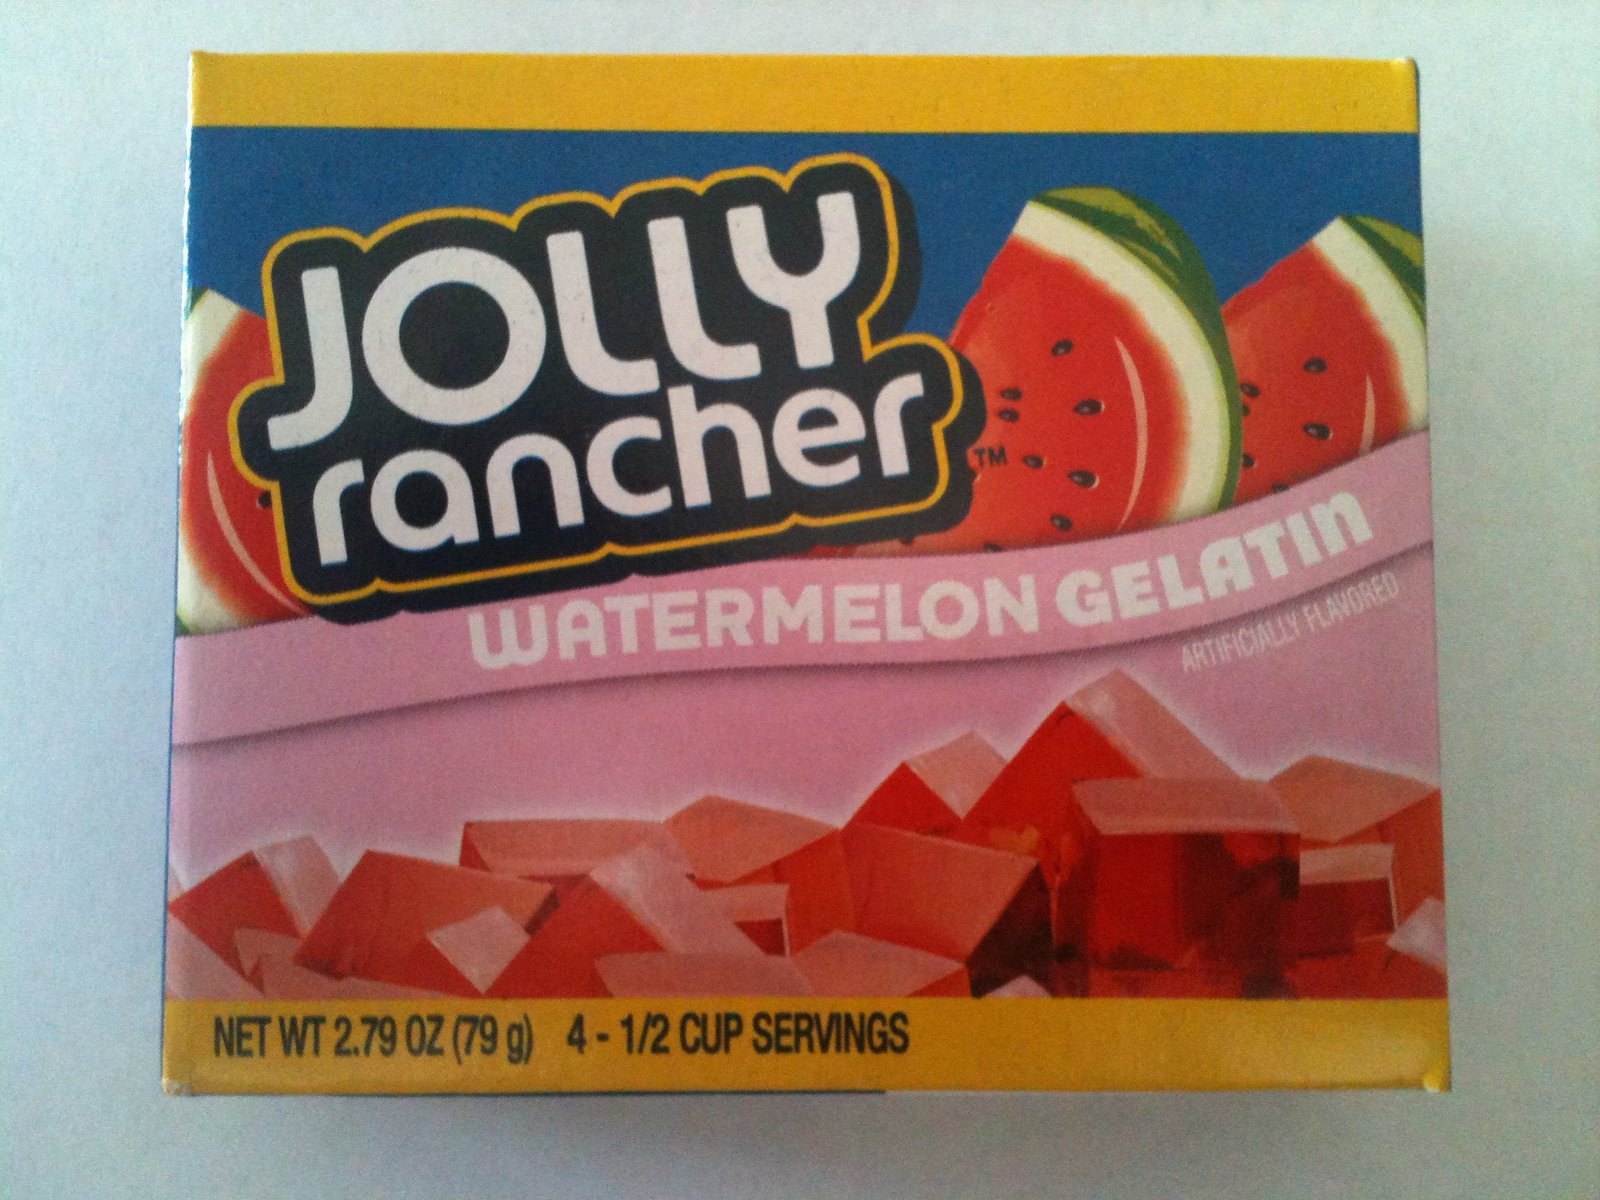 JOLLY
rancher
TM
WATERMELON GELATIN
ARTIFICIALLY FLAVORED
NET WT 2.79 OZ (79 g) 4 - 1/2 CUP SERVINGS